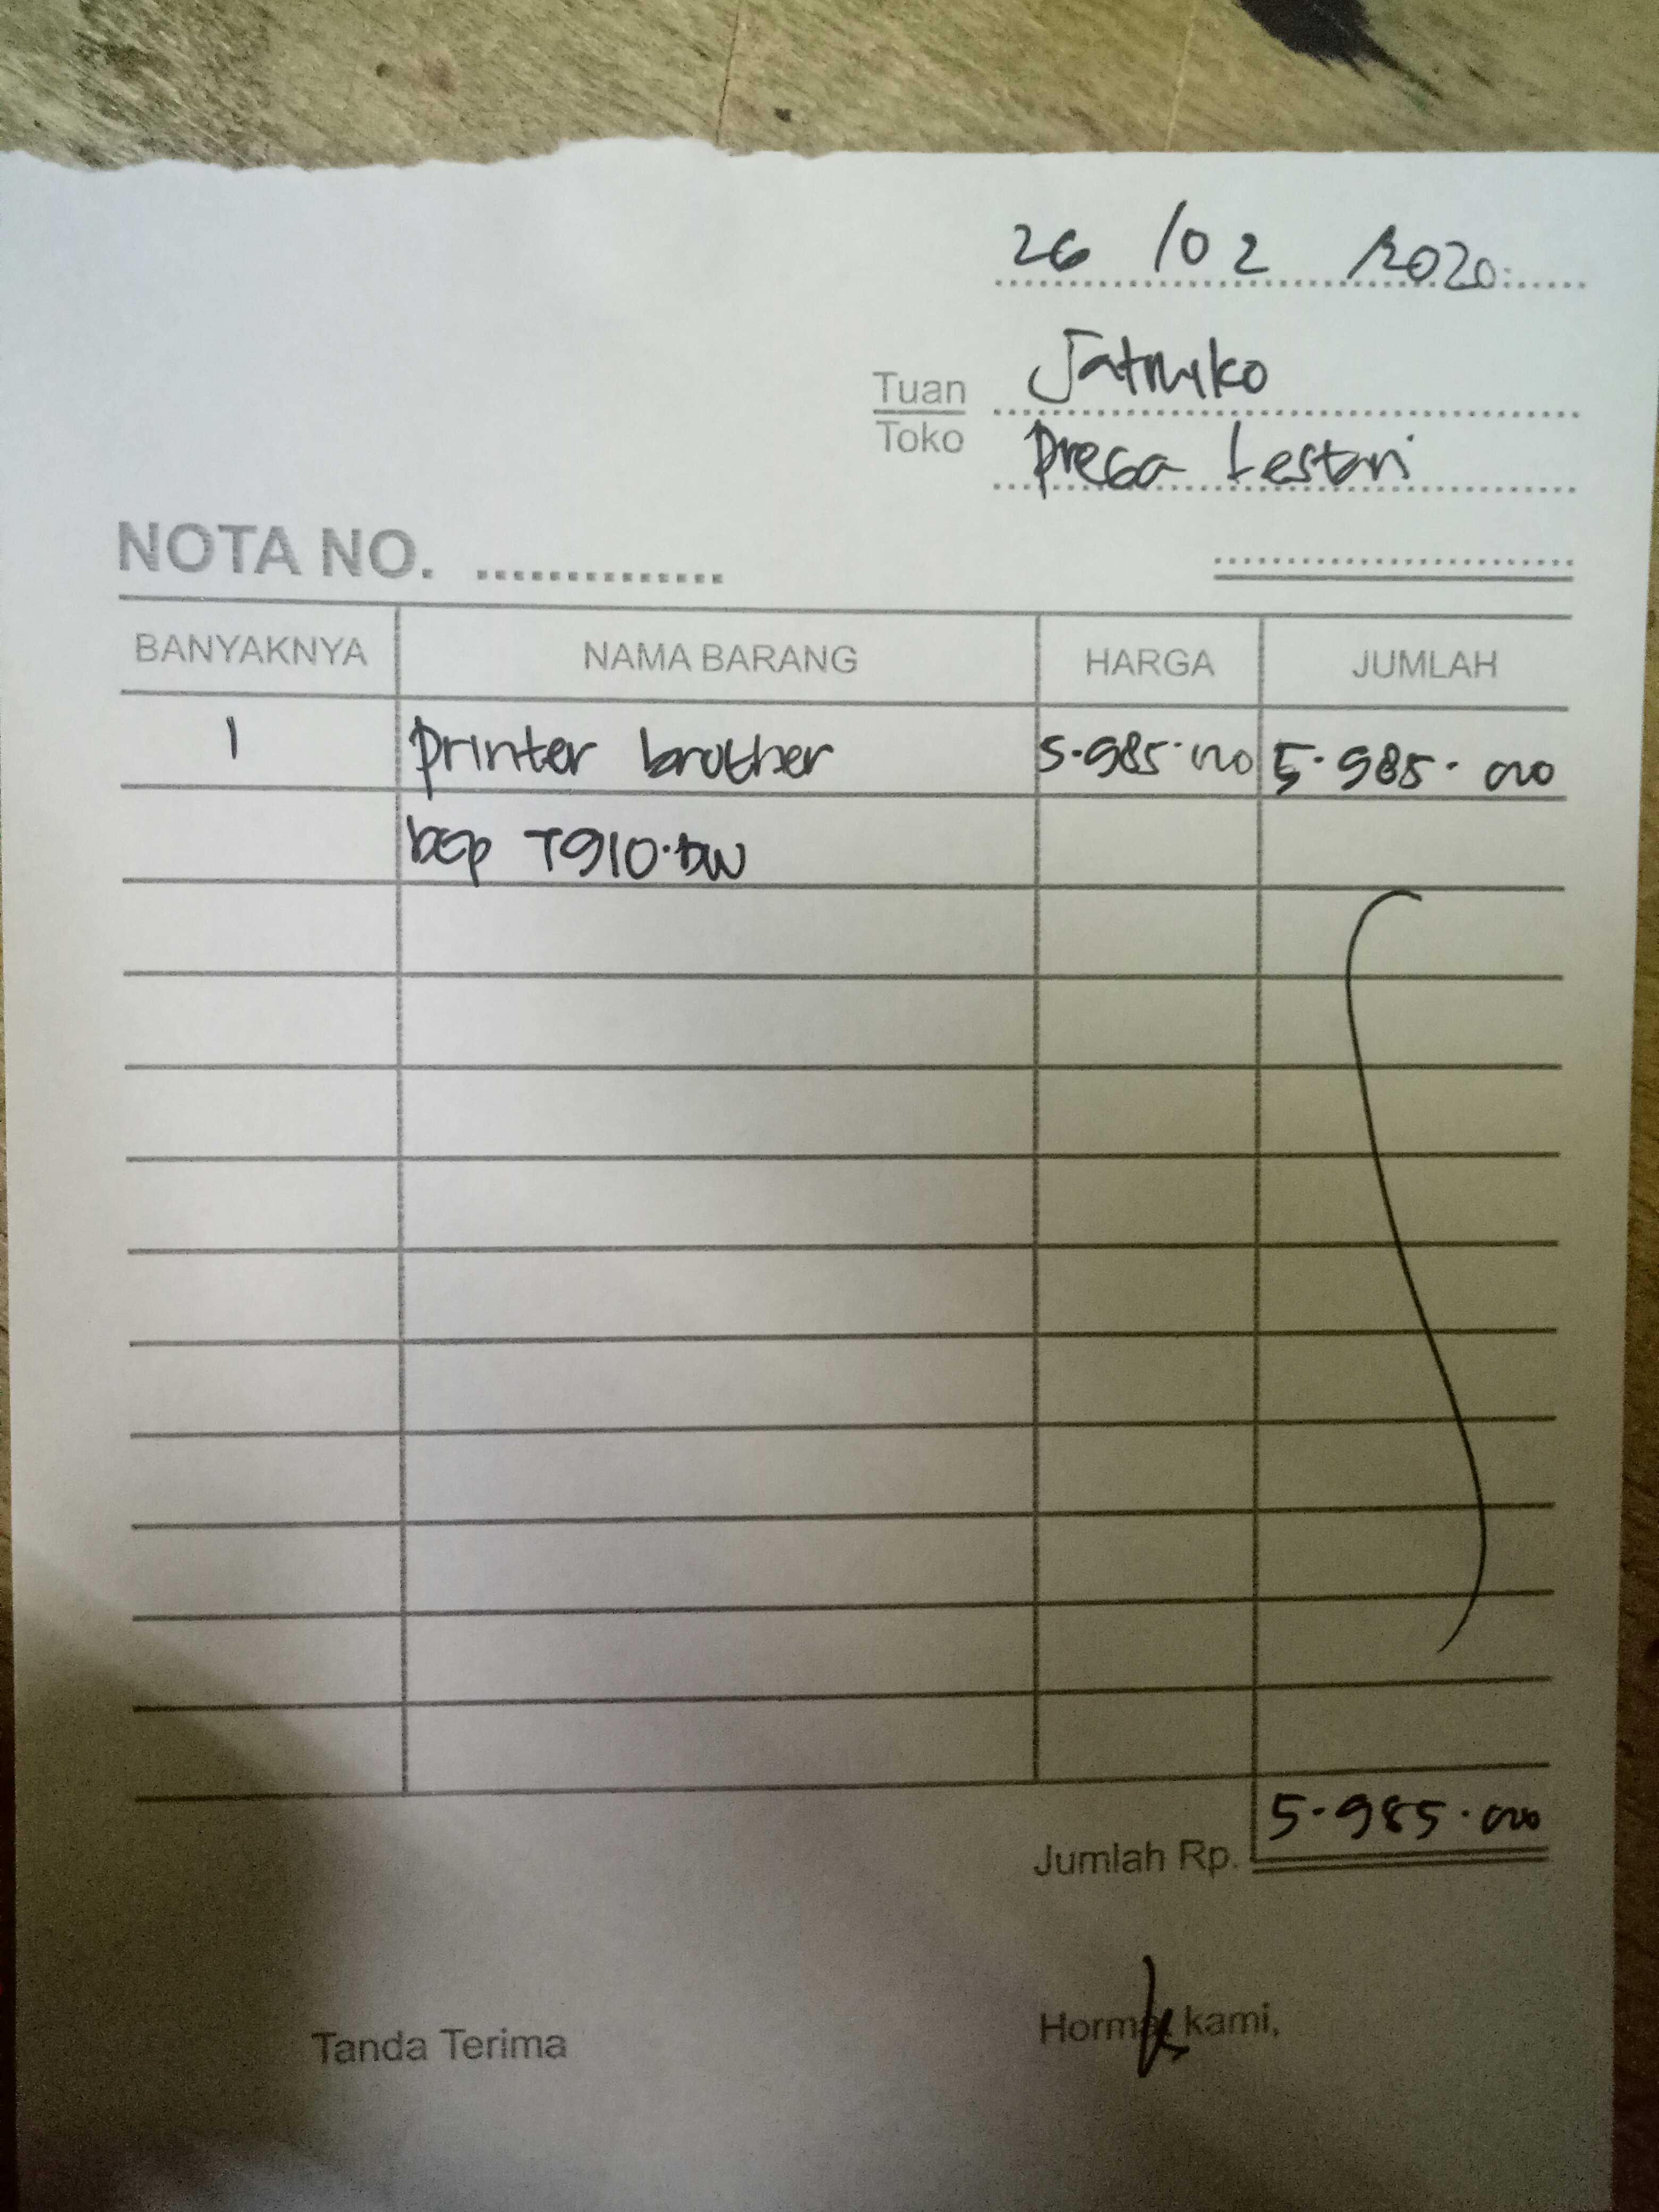 26 /02 /2020
Tuan Jatmiko
Toko Presa Lestari
NOTA NO. ...............
BANYAKNYA NAMA BARANG HARGA JUMLAH
1 printer brother 5.985.000 5.985.000
bcp T910.DW
Jumlah Rp. 5.985.000
Tanda Terima Hormat kami,